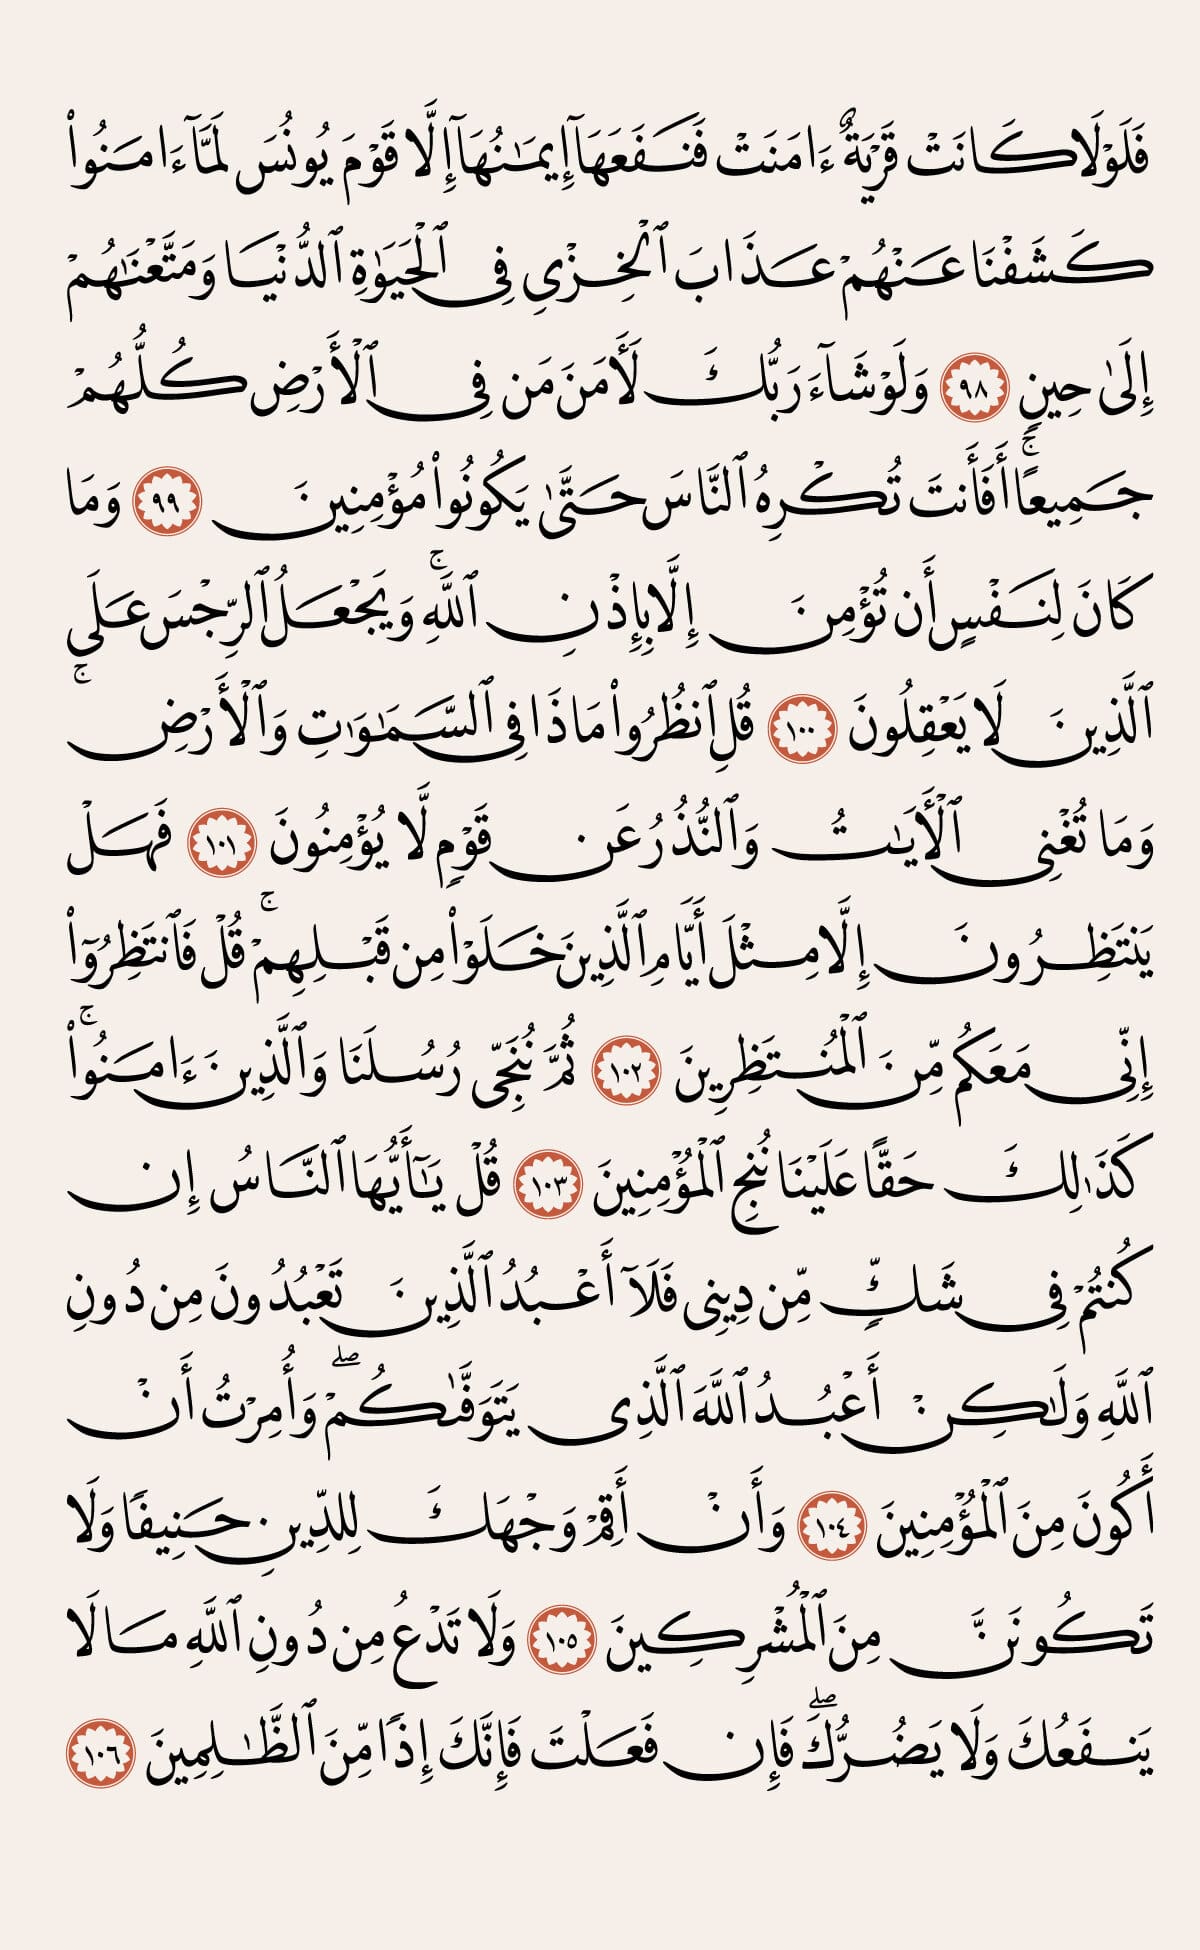 فَلَوْلَا كَانَتْ قَرْيَةٌ ءَامَنَتْ فَنَفَعَهَآ إِيمَـٰنُهَآ إِلَّا قَوْمَ يُونُسَ لَمَّآ ءَامَنُوا۟
كَشَفْنَا عَنْهُمْ عَذَابَ ٱلْخِزْىِ فِى ٱلْحَيَوٰةِ ٱلدُّنْيَا وَمَتَّعْنَـٰهُمْ
إِلَىٰ حِينٍ ٩٨ وَلَوْ شَآءَ رَبُّكَ لَـَٔامَنَ مَن فِى ٱلْأَرْضِ كُلُّهُمْ
جَمِيعًا ۚ أَفَأَنتَ تُكْرِهُ ٱلنَّاسَ حَتَّىٰ يَكُونُوا۟ مُؤْمِنِينَ ٩٩ وَمَا
كَانَ لِنَفْسٍ أَن تُؤْمِنَ إِلَّا بِإِذْنِ ٱللَّهِ ۚ وَيَجْعَلُ ٱلرِّجْسَ عَلَى
ٱلَّذِينَ لَا يَعْقِلُونَ ١٠٠ قُلِ ٱنظُرُوا۟ مَاذَا فِى ٱلسَّمَـٰوَٰتِ وَٱلْأَرْضِ ۚ
وَمَا تُغْنِى ٱلْـَٔايَـٰتُ وَٱلنُّذُرُ عَن قَوْمٍ لَّا يُؤْمِنُونَ ١٠١ فَهَلْ
يَنتَظِرُونَ إِلَّا مِثْلَ أَيَّامِ ٱلَّذِينَ خَلَوْا۟ مِن قَبْلِهِمْ ۚ قُلْ فَٱنتَظِرُوٓا۟
إِنِّى مَعَكُم مِّنَ ٱلْمُنتَظِرِينَ ١٠٢ ثُمَّ نُنَجِّى رُسُلَنَا وَٱلَّذِينَ ءَامَنُوا۟ ۚ
كَذَٰلِكَ حَقًّا عَلَيْنَا نُنجِ ٱلْمُؤْمِنِينَ ١٠٣ قُلْ يَـٰٓأَيُّهَا ٱلنَّاسُ إِن
كُنتُمْ فِى شَكٍّ مِّن دِينِى فَلَآ أَعْبُدُ ٱلَّذِينَ تَعْبُدُونَ مِن دُونِ
ٱللَّهِ وَلَـٰكِنْ أَعْبُدُ ٱللَّهَ ٱلَّذِى يَتَوَفَّىٰكُمْ ۖ وَأُمِرْتُ أَنْ
أَكُونَ مِنَ ٱلْمُؤْمِنِينَ ١٠٤ وَأَنْ أَقِمْ وَجْهَكَ لِلدِّينِ حَنِيفًا وَلَا
تَكُونَنَّ مِنَ ٱلْمُشْرِكِينَ ١٠٥ وَلَا تَدْعُ مِن دُونِ ٱللَّهِ مَا لَا
يَنفَعُكَ وَلَا يَضُرُّكَ ۖ فَإِن فَعَلْتَ فَإِنَّكَ إِذًا مِّنَ ٱلظَّـٰلِمِينَ ١٠٦